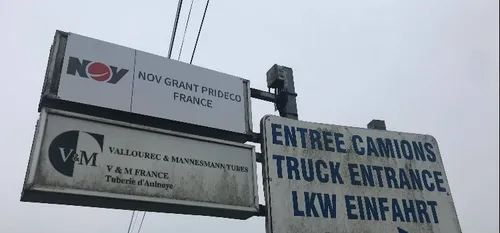 NOV
NOV GRANT PRIDECO
FRANCE
V&M
VALLOUREC & MANNESMANN TUBES
V & M FRANCE
Tuberie d'Aulnoye
ENTREE CAMIONS
TRUCK ENTRANCE
LKW EINFAHRT